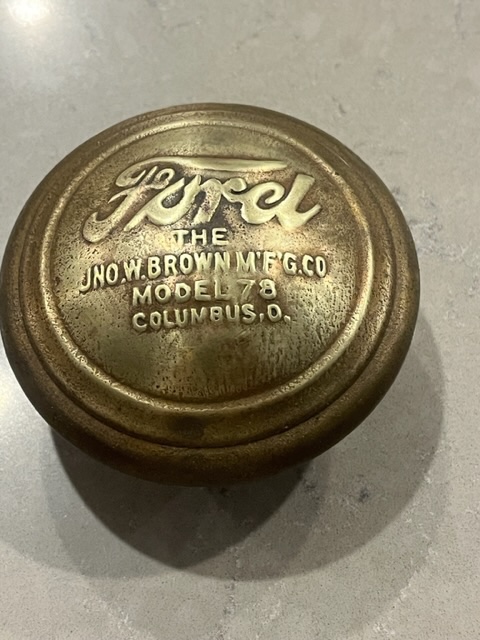 Ford
THE
JNO.W.BROWN M'F'G.CO
MODEL 78
COLUMBUS,O.